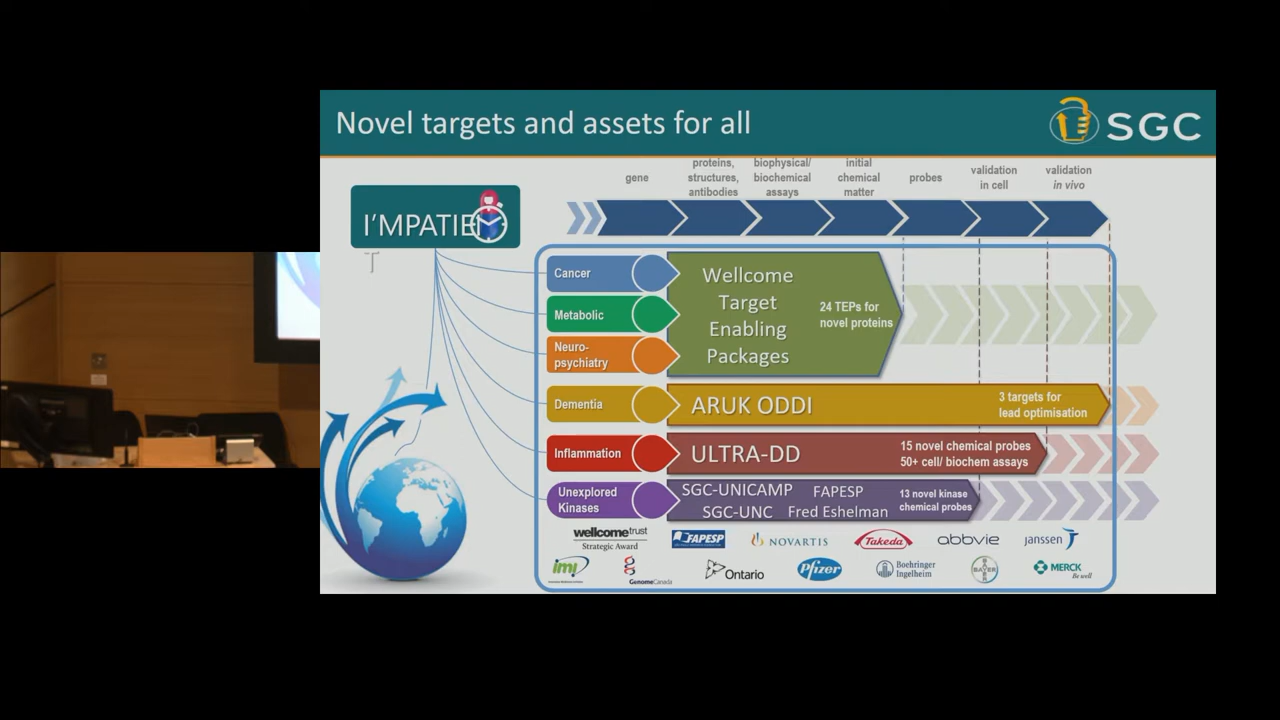 Novel targets and assets for all
SGC
gene
proteins,
structures,
antibodies
biophysical/
biochemical
assays
initial
chemical
matter
probes
validation
in cell
validation
in vivo
I'MPATIE
T
Cancer
Metabolic
Neuro-
psychiatry
Wellcome
Target
Enabling
Packages
24 TEPs for
novel proteins
Dementia
ARUK ODDI
3 targets for
lead optimisation
Inflammation
ULTRA-DD
15 novel chemical probes
50+ cell/ biochem assays
Unexplored
Kinases
SGC-UNICAMP FAPESP
SGC-UNC Fred Eshelman
13 novel kinase
chemical probes
wellcometrust
Strategic Award
FAPESP
NOVARTIS
Takeda
abbvie
janssen
imi
GenomeCanada
Ontario
Pfizer
Boehringer
Ingelheim
BAYER
MERCK
Be well